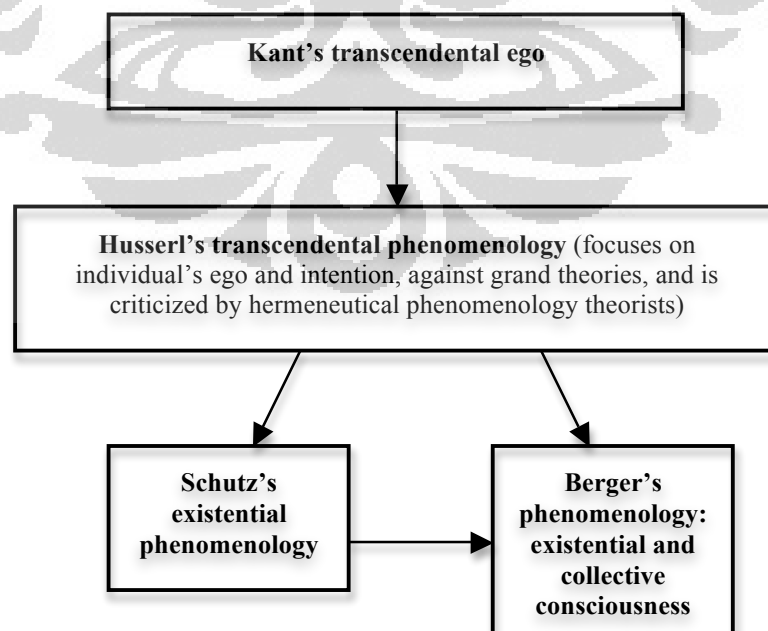 Kant's transcendental ego
Husserl's transcendental phenomenology (focuses on
individual's ego and intention, against grand theories, and is
criticized by hermeneutical phenomenology theorists)
Schutz's
existential
phenomenology
Berger's
phenomenology:
existential and
collective
consciousness